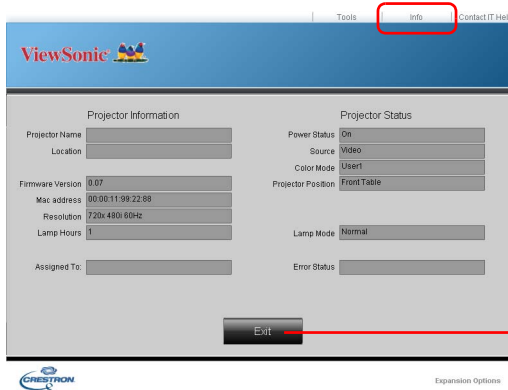 Tools Info Contact IT Hel
ViewSonic
Projector Information
Projector Name
Location
Firmware Version 0.07
Mac address 00:00:11:99:22:88
Resolution 720x 480i 60Hz
Lamp Hours 1
Assigned To:
Projector Status
Power Status On
Source Video
Color Mode User1
Projector Position Front Table
Lamp Mode Normal
Error Status
Exit
CRESTRON
Expansion Options